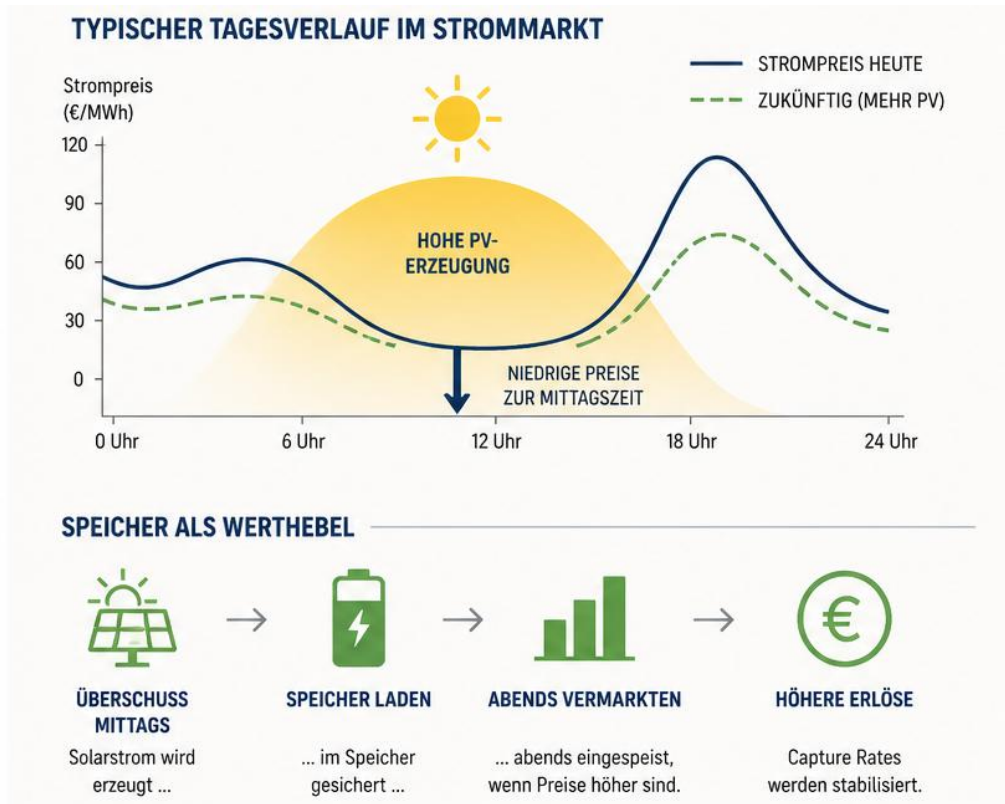 TYPISCHER TAGESVERLAUF IM STROMMARKT
STROMPREIS HEUTE
ZUKÜNFTIG (MEHR PV)
Strompreis
(€/MWh)
120
90
60
30
0
HOHE PV-
ERZEUGUNG
NIEDRIGE PREISE
ZUR MITTAGSZEIT
0 Uhr
6 Uhr
12 Uhr
18 Uhr
24 Uhr
SPEICHER ALS WERTHEBEL
€
ÜBERSCHUSS
MITTAGS
Solarstrom wird
erzeugt ...
SPEICHER LADEN
... im Speicher
gesichert ...
ABENDS VERMARKTEN
... abends eingespeist,
wenn Preise höher sind.
HÖHERE ERLÖSE
Capture Rates
werden stabilisiert.